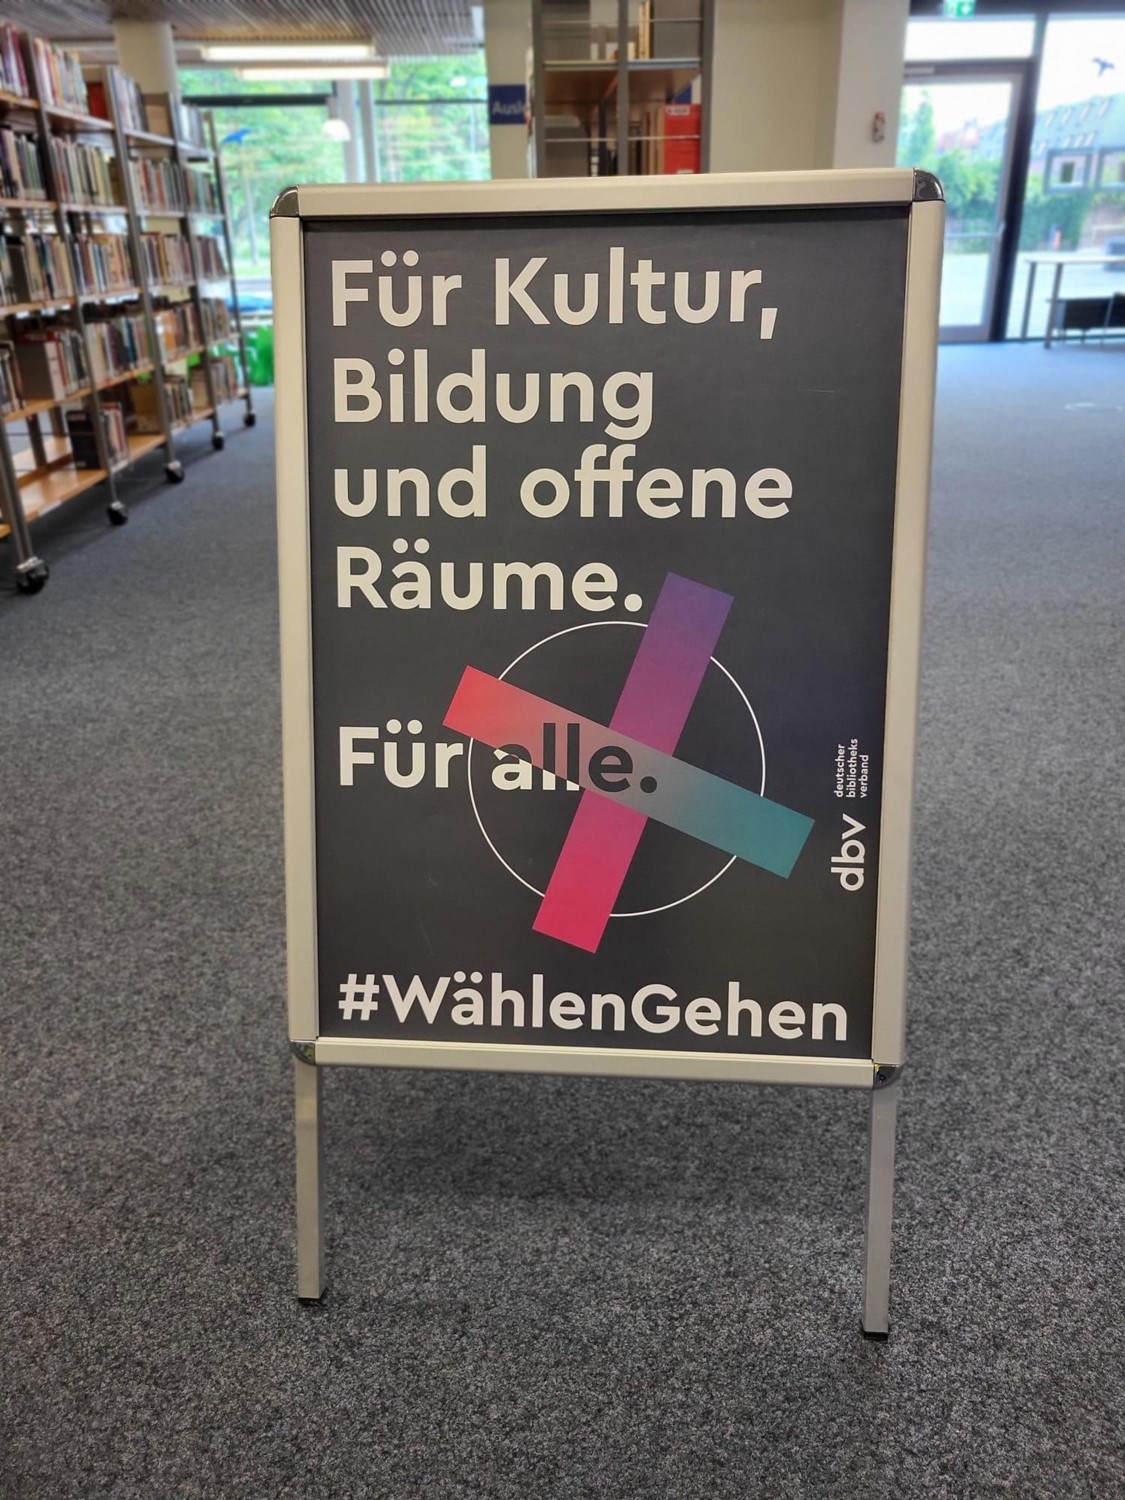 Für Kultur,
Bildung
und offene
Räume.
Für alle.
deutscher
bibliotheks
verband
dbv
#WählenGehen